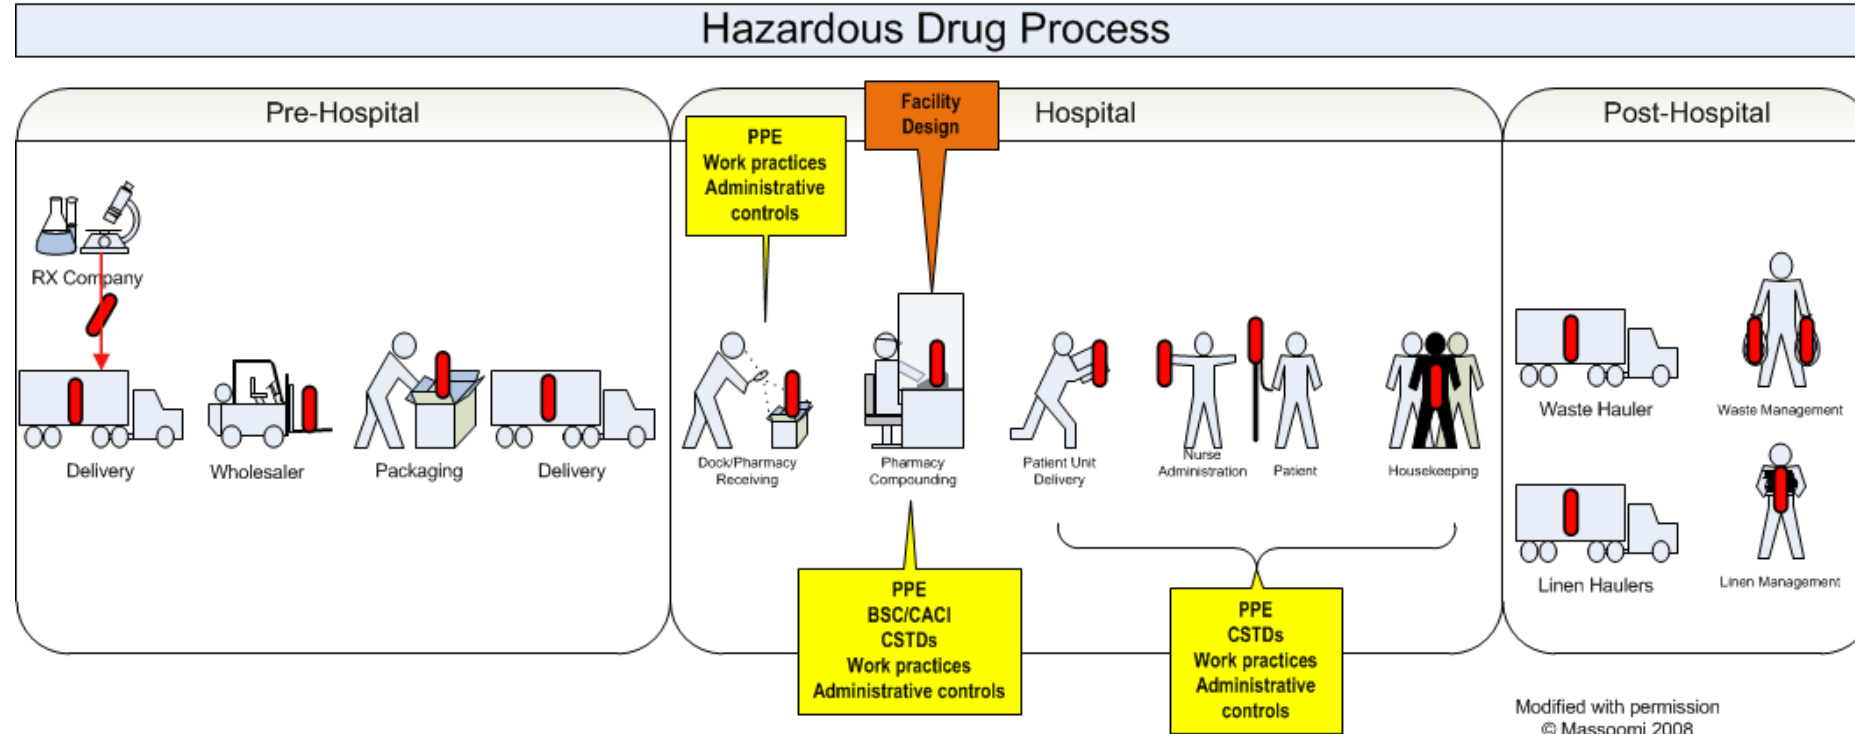 Hazardous Drug Process
Pre-Hospital
Hospital
Post-Hospital
Facility
Design
PPE
Work practices
Administrative
controls
RX Company
Delivery
Wholesaler
Packaging
Delivery
Dock/Pharmacy
Receiving
Pharmacy
Compounding
Patient Unit
Delivery
Nurse
Administration
Patient
Housekeeping
Waste Hauler
Waste Management
Linen Haulers
Linen Management
PPE
BSC/CACI
CSTDs
Work practices
Administrative controls
PPE
CSTDs
Work practices
Administrative
controls
Modified with permission
© Massoomi 2008